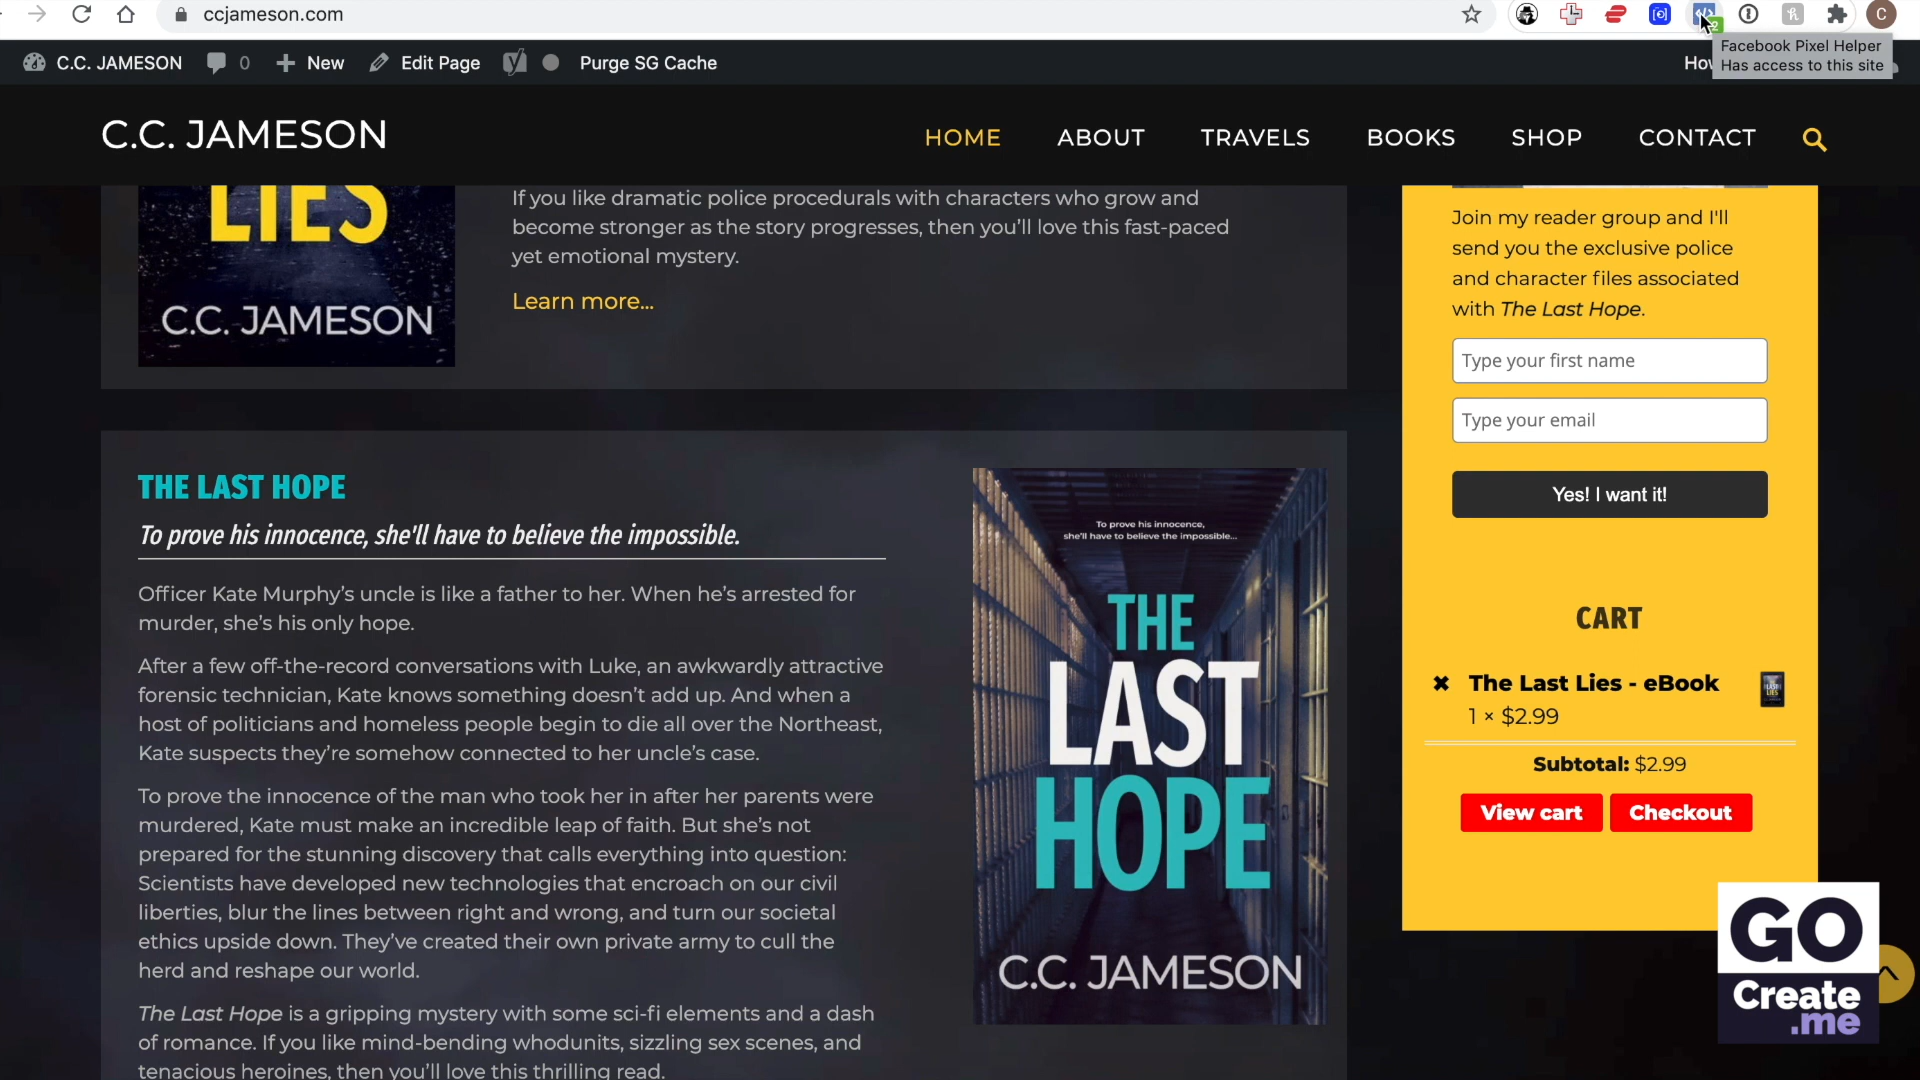 ccjameson.com
2
C
Facebook Pixel Helper
Has access to this site
C.C. JAMESON
0
New
Edit Page
Purge SG Cache
C.C. JAMESON
HOME
ABOUT
TRAVELS
BOOKS
SHOP
CONTACT
LIES
C.C. JAMESON
If you like dramatic police procedurals with characters who grow and
become stronger as the story progresses, then you'll love this fast-paced
yet emotional mystery.
Learn more...
THE LAST HOPE
To prove his innocence, she'll have to believe the impossible.
Officer Kate Murphy's uncle is like a father to her. When he's arrested for
murder, she's his only hope.
After a few off-the-record conversations with Luke, an awkwardly attractive
forensic technician, Kate knows something doesn't add up. And when a
host of politicians and homeless people begin to die all over the Northeast,
Kate suspects they're somehow connected to her uncle's case.
To prove the innocence of the man who took her in after her parents were
murdered, Kate must make an incredible leap of faith. But she's not
prepared for the stunning discovery that calls everything into question:
Scientists have developed new technologies that encroach on our civil
liberties, blur the lines between right and wrong, and turn our societal
ethics upside down. They've created their own private army to cull the
herd and reshape our world.
The Last Hope is a gripping mystery with some sci-fi elements and a dash
of romance. If you like mind-bending whodunits, sizzling sex scenes, and
tenacious heroines, then you'll love this thrilling read.
To prove his innocence,
she'll have to believe the impossible...
THE
LAST
HOPE
C.C. JAMESON
Join my reader group and I'll
send you the exclusive police
and character files associated
with The Last Hope.
Type your first name
Type your email
Yes! I want it!
CART
The Last Lies - eBook
1 × $2.99
Subtotal: $2.99
View cart
Checkout
GO
Create
.me